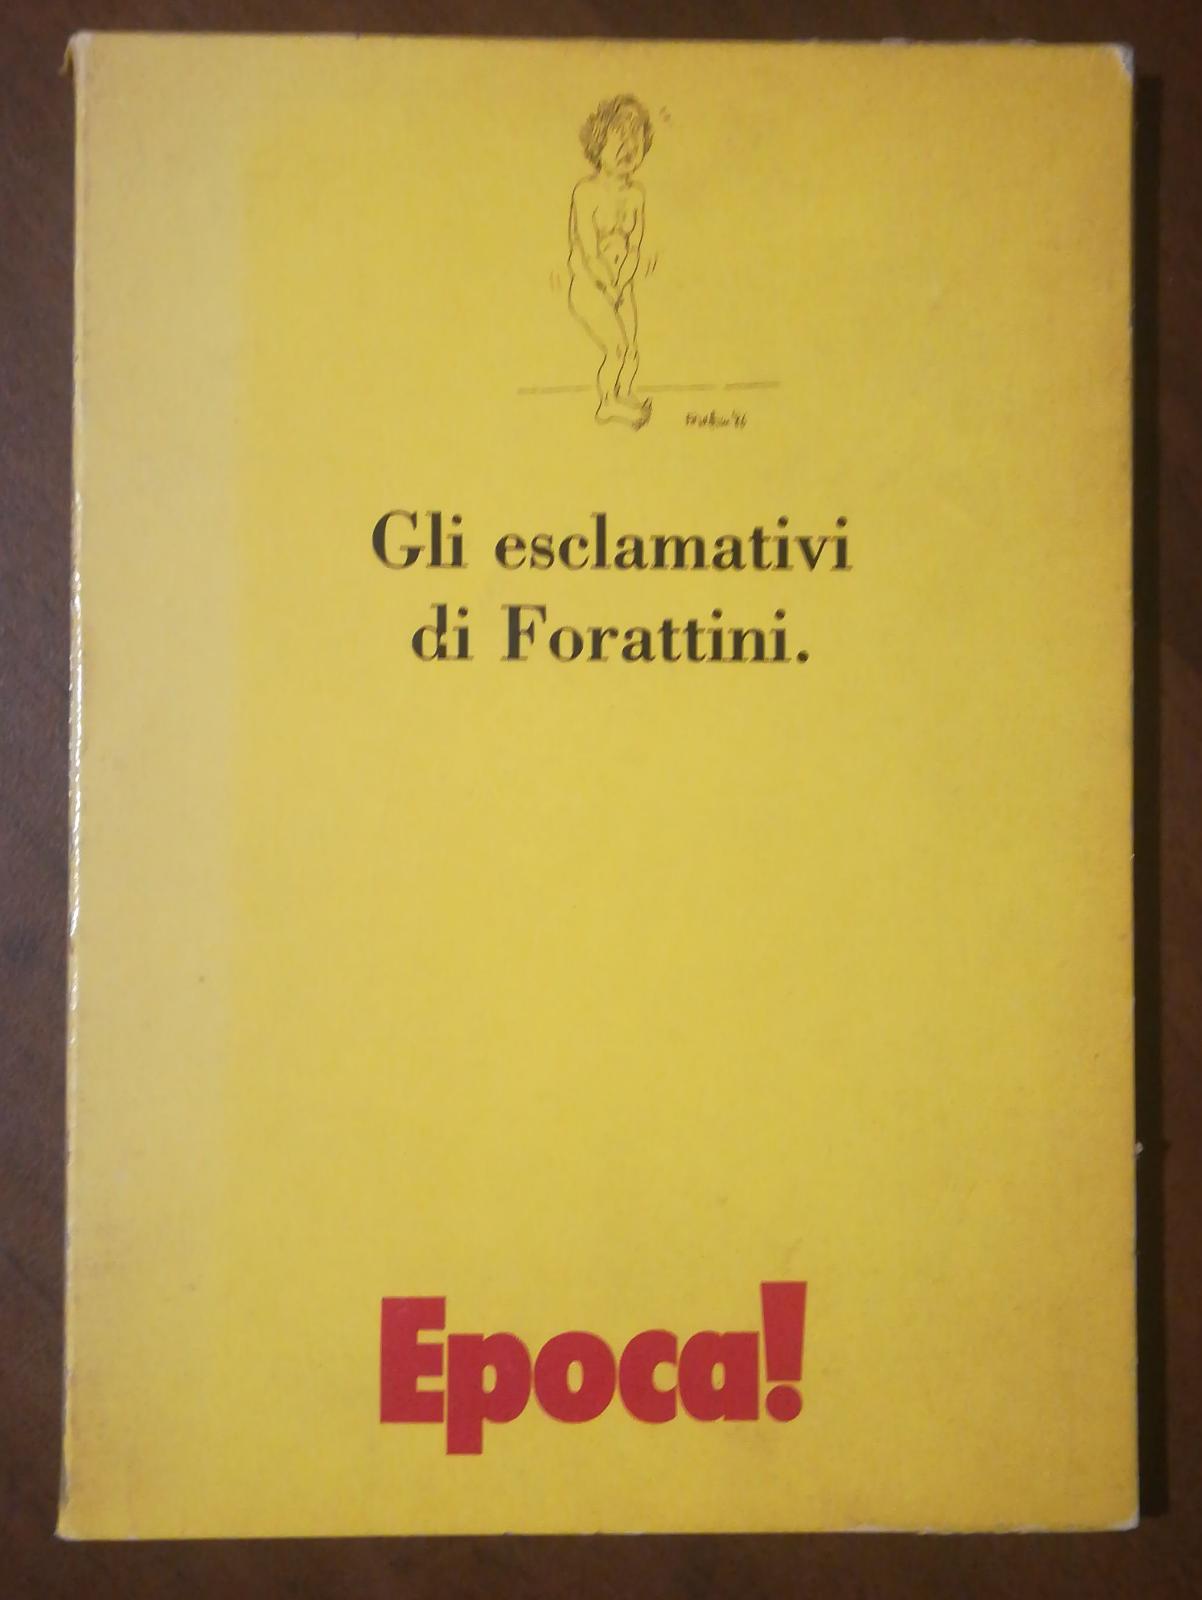 Gli esclamativi
di Forattini.
Epoca!